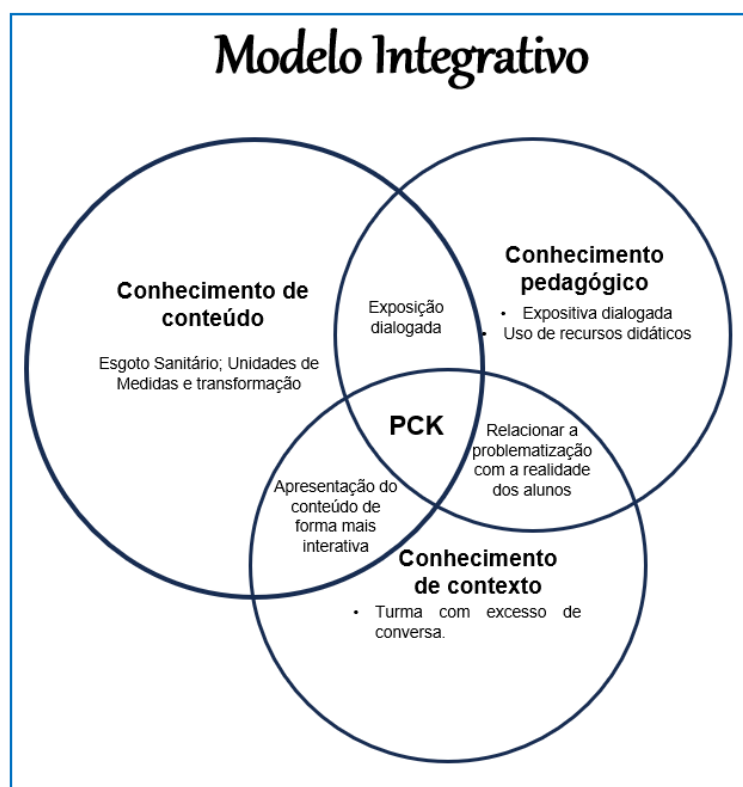 Modelo Integrativo
Conhecimento de
conteúdo
Esgoto Sanitário; Unidades de
Medidas e transformação
Exposição
dialogada
Conhecimento
pedagógico
• Expositiva dialogada
• Uso de recursos didáticos
PCK
Relacionar a
problematização
com a realidade
dos alunos
Apresentação do
conteúdo de
forma mais
interativa
Conhecimento
de contexto
• Turma com excesso de
conversa.